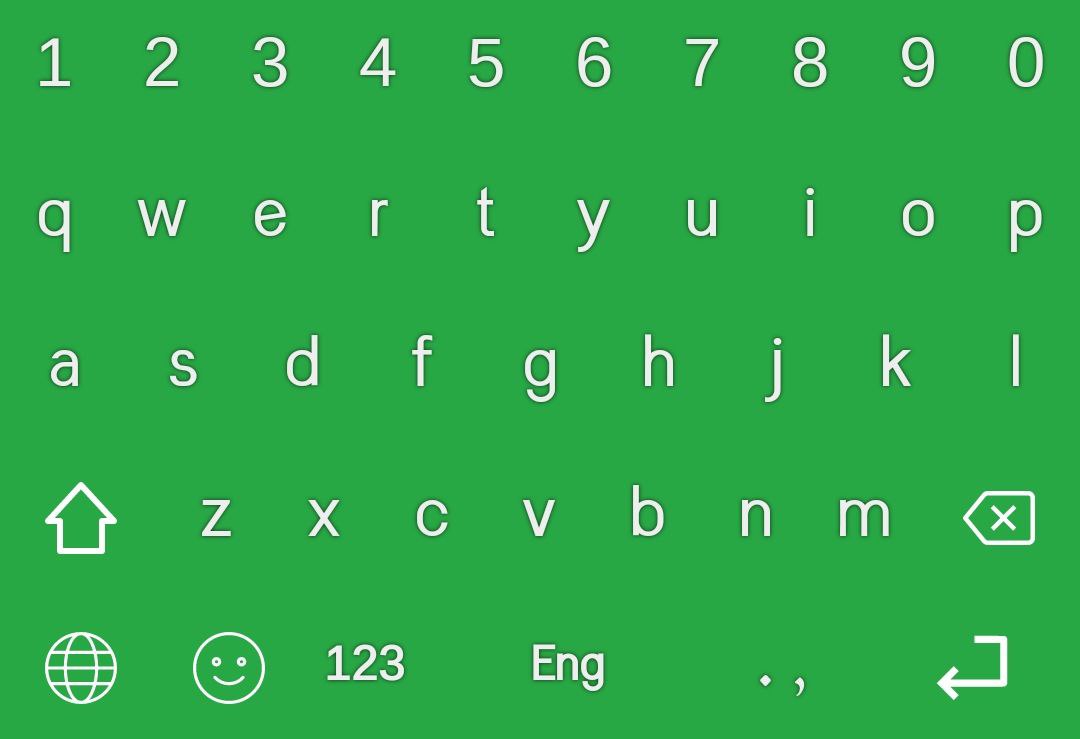 1 2 3 4 5 6 7 8 9 0
q w e r t y u i o p
a s d f g h j k l
z x c v b n m
123 Eng . ,